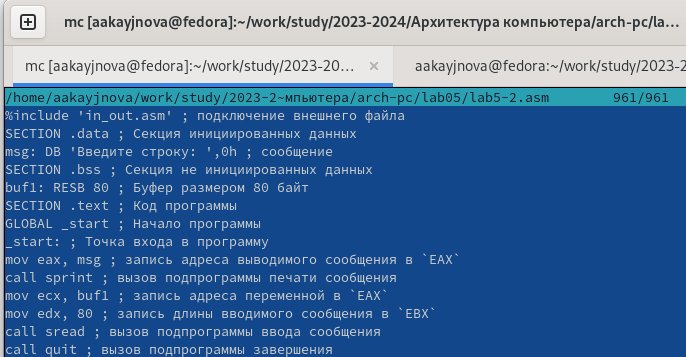 mc [aakayjnova@fedora]:~/work/study/2023-2024/Архитектура компьютера/arch-pc/la...
mc [aakayjnova@fedora]:~/work/study/2023-20...
aakayjnova@fedora:~/work/study/2023-2
/home/aakayjnova/work/study/2023-2~мпьютера/arch-pc/lab05/lab5-2.asm 961/961
%include 'in_out.asm' ; подключение внешнего файла
SECTION .data ; Секция инициированных данных
msg: DB 'Введите строку: ',0h ; сообщение
SECTION .bss ; Секция не инициированных данных
buf1: RESB 80 ; Буфер размером 80 байт
SECTION .text ; Код программы
GLOBAL _start ; Начало программы
_start: ; Точка входа в программу
mov eax, msg ; запись адреса выводимого сообщения в `EAX`
call sprint ; вызов подпрограммы печати сообщения
mov ecx, buf1 ; запись адреса переменной в `EAX`
mov edx, 80 ; запись длины вводимого сообщения в `EBX`
call sread ; вызов подпрограммы ввода сообщения
call quit ; вызов подпрограммы завершения